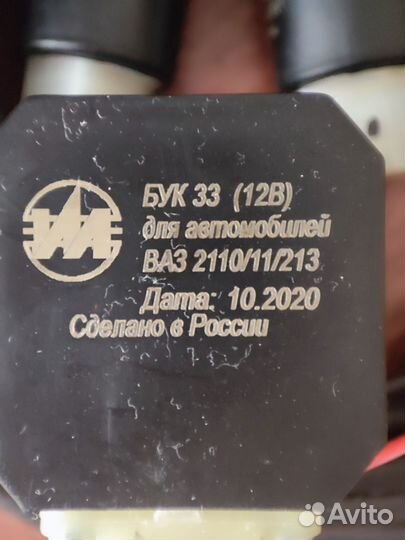 БУК 33 (12В)
для автомобилей
ВАЗ 2110/11/213
Дата: 10.2020
Сделано в России
Avito